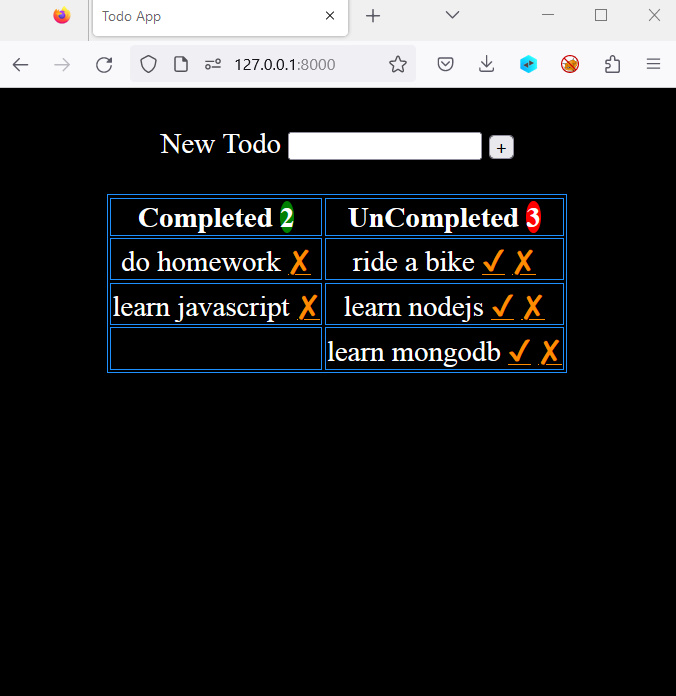 Todo App
127.0.0.1:8000
New Todo +
Completed 2 UnCompleted 3
do homework ✗ ride a bike ✓ ✗
learn javascript ✗ learn nodejs ✓ ✗
learn mongodb ✓ ✗